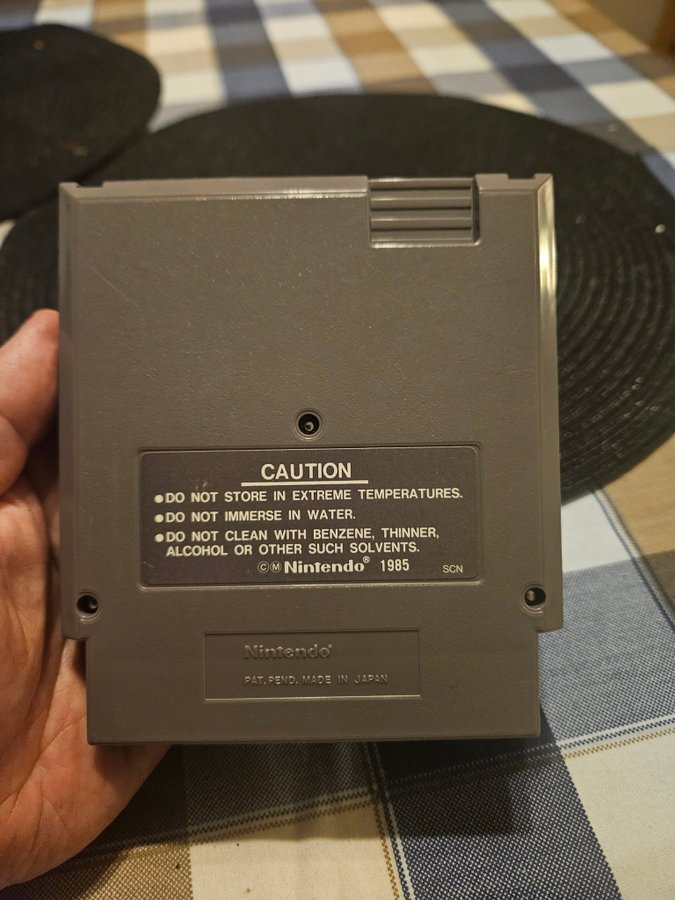 CAUTION
●DO NOT STORE IN EXTREME TEMPERATURES.
●DO NOT IMMERSE IN WATER.
●DO NOT CLEAN WITH BENZENE, THINNER,
ALCOHOL OR OTHER SUCH SOLVENTS.
©Ⓜ Nintendo® 1985 SCN
Nintendo®
PAT. PEND. MADE IN JAPAN